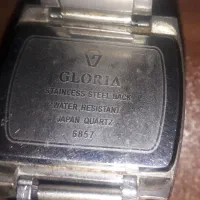 GLORIA
STAINLESS STEEL BACK
WATER RESISTANT
JAPAN QUARTZ
6857